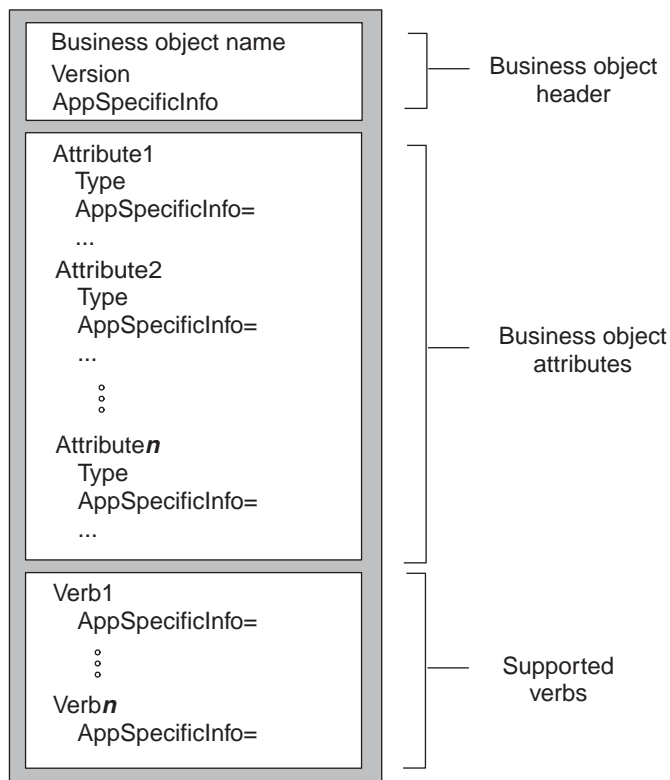 Business object name
Version
AppSpecificInfo
Business object
header
Attribute1
Type
AppSpecificInfo=
...
Attribute2
Type
AppSpecificInfo=
...
Attributen
Type
AppSpecificInfo=
...
Business object
attributes
Verb1
AppSpecificInfo=
Verbn
AppSpecificInfo=
Supported
verbs